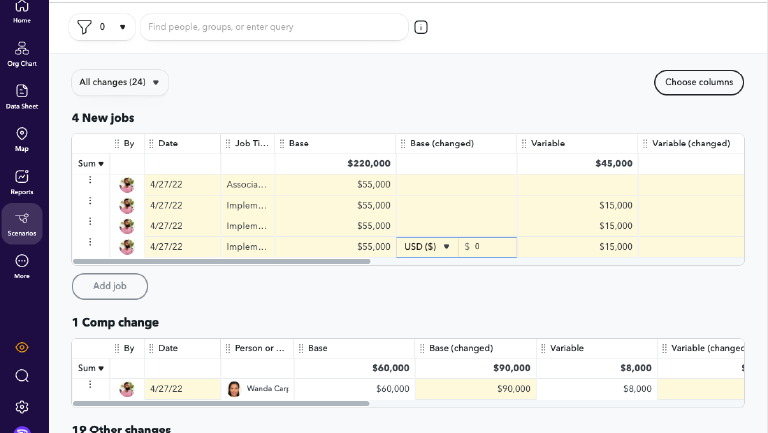 Home
Org Chart
Data Sheet
Map
Reports
Scenarios
More
0
Find people, groups, or enter query
All changes (24)
Choose columns
4 New jobs
By Date Job Ti... Base Base (changed) Variable Variable (changed)
Sum $220,000 $45,000
4/27/22 Associa... $55,000
4/27/22 Implem... $55,000 $15,000
4/27/22 Implem... $55,000 $15,000
4/27/22 Implem... $55,000 USD ($) $ 0 $15,000
Add job
1 Comp change
By Date Person or ... Base Base (changed) Variable Variable (changed
Sum $60,000 $90,000 $8,000 $
4/27/22 Wanda Carp $60,000 $90,000 $8,000
19 Other changes